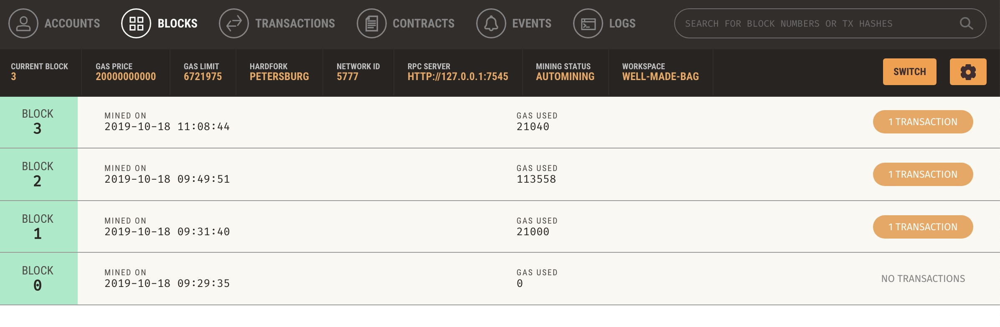 ACCOUNTS BLOCKS TRANSACTIONS CONTRACTS EVENTS LOGS SEARCH FOR BLOCK NUMBERS OR TX HASHES
CURRENT BLOCK GAS PRICE GAS LIMIT HARDFORK NETWORK ID RPC SERVER MINING STATUS WORKSPACE
3 20000000000 6721975 PETERSBURG 5777 HTTP://127.0.0.1:7545 AUTOMINING WELL-MADE-BAG
SWITCH
BLOCK
3
MINED ON
2019-10-18 11:08:44
GAS USED
21040
1 TRANSACTION
BLOCK
2
MINED ON
2019-10-18 09:49:51
GAS USED
113558
1 TRANSACTION
BLOCK
1
MINED ON
2019-10-18 09:31:40
GAS USED
21000
1 TRANSACTION
BLOCK
0
MINED ON
2019-10-18 09:29:35
GAS USED
0
NO TRANSACTIONS